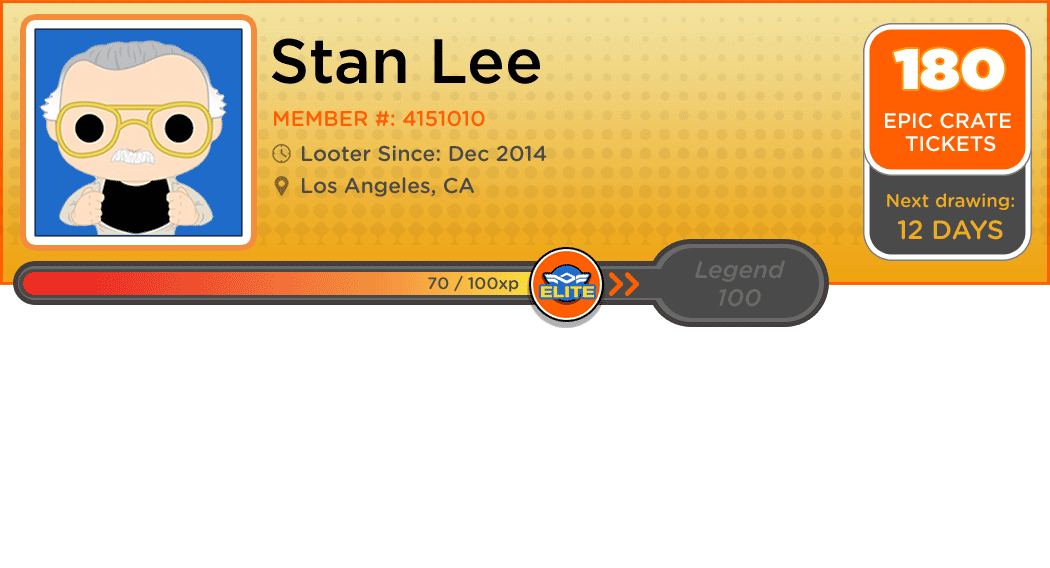 Stan Lee
MEMBER #: 4151010
Looter Since: Dec 2014
Los Angeles, CA
180
EPIC CRATE
TICKETS
Next drawing:
12 DAYS
70 / 100xp
ELITE
Legend
100